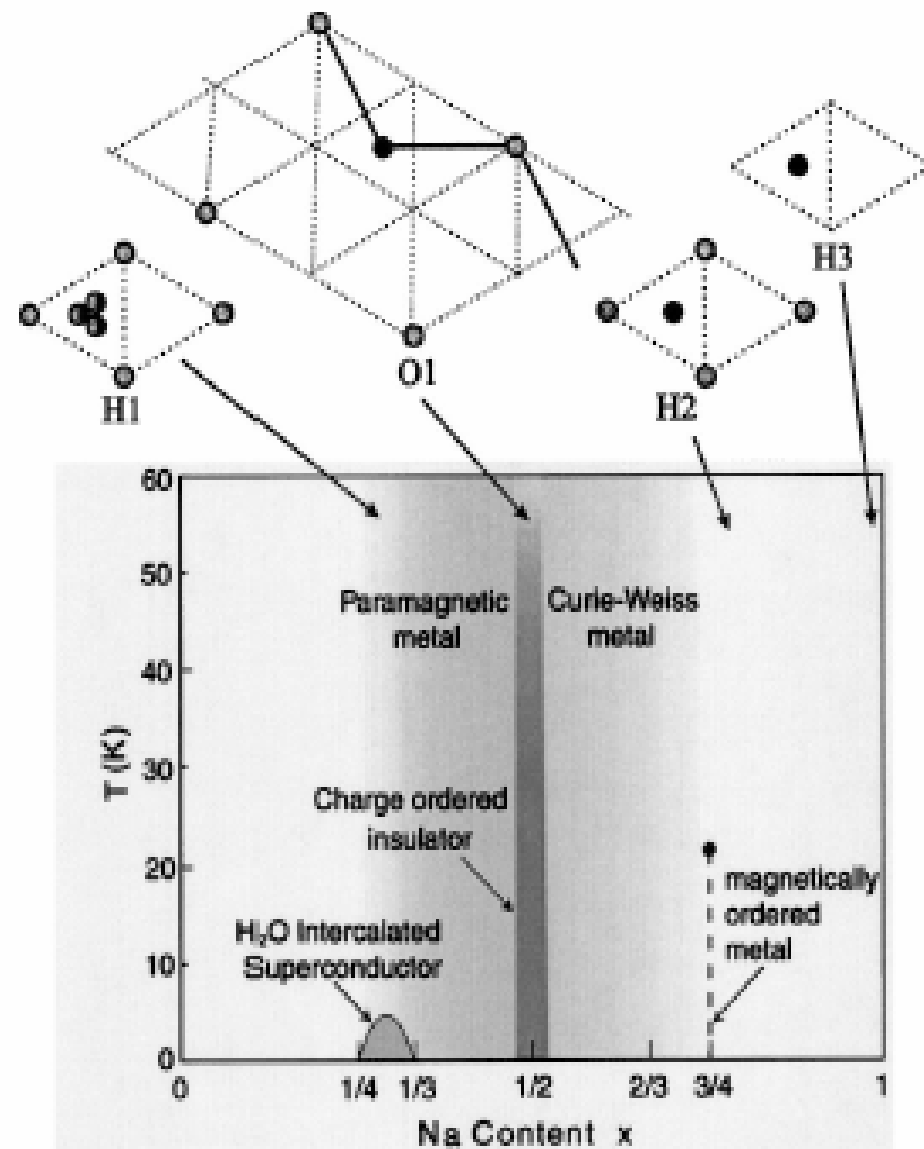 H3
O1
H1
H2
60
50
40
30
20
10
0
T (K)
Paramagnetic
metal
Curie-Weiss
metal
Charge ordered
insulator
H₂O Intercalated
Superconductor
magnetically
ordered
metal
0
1/4
1/3
1/2
2/3
3/4
1
Na Content x